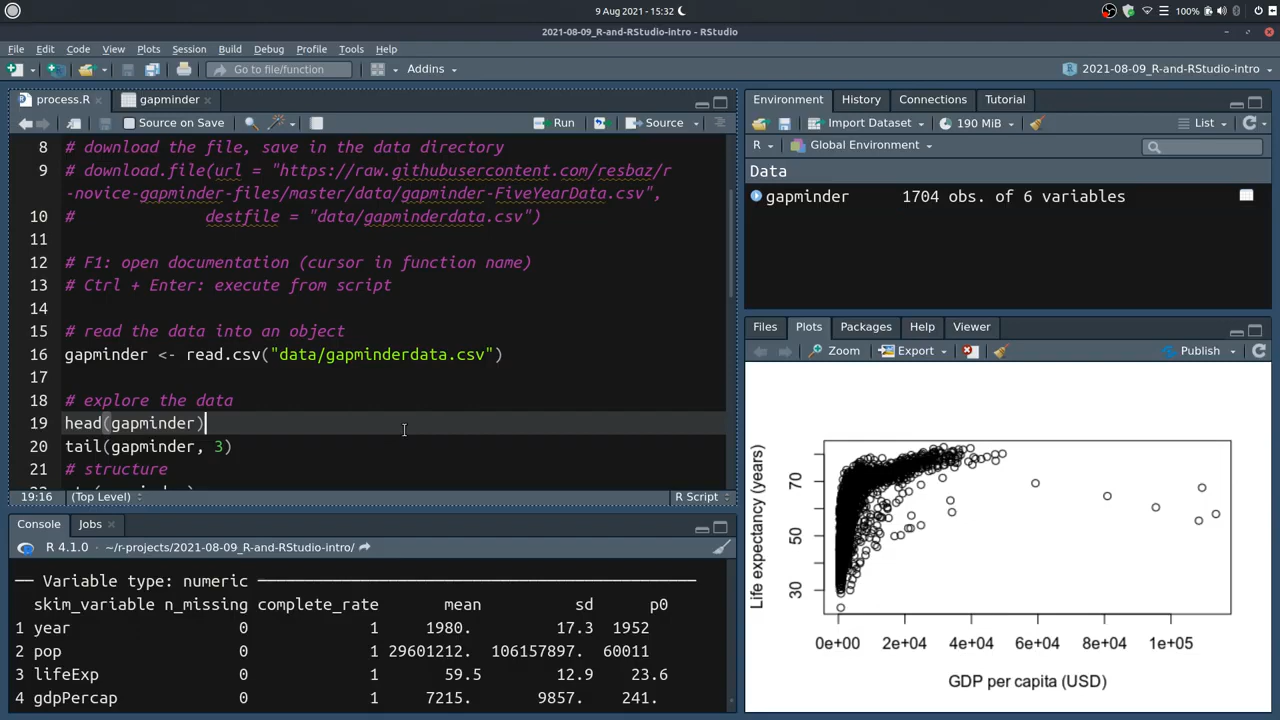 9 Aug 2021 - 15:32
100%
2021-08-09_R-and-RStudio-intro - RStudio
File Edit Code View Plots Session Build Debug Profile Tools Help
Go to file/function Addins 2021-08-09_R-and-RStudio-intro
process.R gapminder
Source on Save Run Source
8 # download the file, save in the data directory
9 # download.file(url = "https://raw.githubusercontent.com/resbaz/r
-novice-gapminder-files/master/data/gapminder-FiveYearData.csv",
10 # destfile = "data/gapminderdata.csv")
11
12 # F1: open documentation (cursor in function name)
13 # Ctrl + Enter: execute from script
14
15 # read the data into an object
16 gapminder <- read.csv("data/gapminderdata.csv")
17
18 # explore the data
19 head(gapminder)
20 tail(gapminder, 3)
21 # structure
19:16 (Top Level) R Script
Console Jobs
R 4.1.0 · ~/r-projects/2021-08-09_R-and-RStudio-intro/
── Variable type: numeric ──────────
skim_variable n_missing complete_rate mean sd p0
1 year 0 1 1980. 17.3 1952
2 pop 0 1 29601212. 106157897. 60011
3 lifeExp 0 1 59.5 12.9 23.6
4 gdpPercap 0 1 7215. 9857. 241.
Environment History Connections Tutorial
Import Dataset 190 MiB List
R Global Environment
Data
gapminder 1704 obs. of 6 variables
Files Plots Packages Help Viewer
Zoom Export Publish
Life expectancy (years)
70
50
30
0e+00 2e+04 4e+04 6e+04 8e+04 1e+05
GDP per capita (USD)